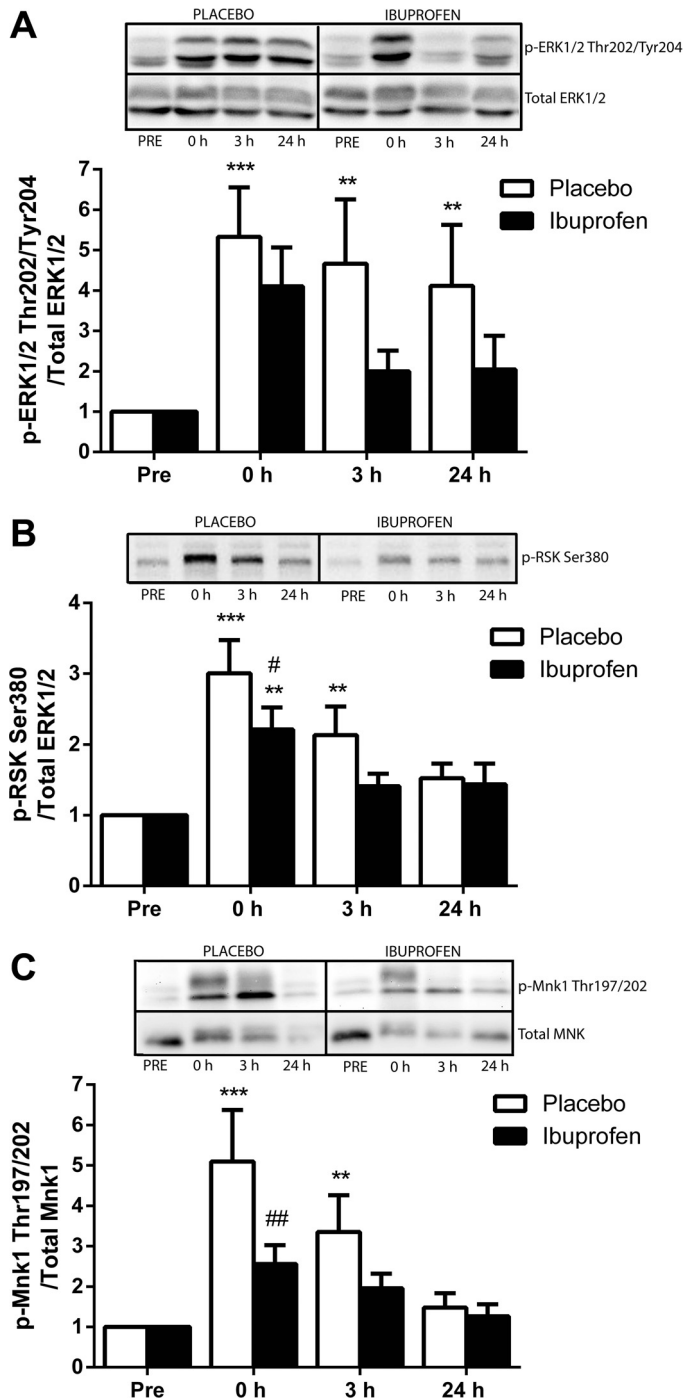 A
PLACEBO IBUPROFEN
p-ERK1/2 Thr202/Tyr204
Total ERK1/2
PRE 0 h 3 h 24 h PRE 0 h 3 h 24 h
p-ERK1/2 Thr202/Tyr204
/Total ERK1/2
7
6
5
4
3
2
1
0
***
**
**
Placebo
Ibuprofen
Pre 0 h 3 h 24 h
B
PLACEBO IBUPROFEN
p-RSK Ser380
PRE 0 h 3 h 24 h PRE 0 h 3 h 24 h
p-RSK Ser380
/Total ERK1/2
4
3
2
1
0
***
#
**
**
Placebo
Ibuprofen
Pre 0 h 3 h 24 h
C
PLACEBO IBUPROFEN
p-Mnk1 Thr197/202
Total MNK
PRE 0 h 3 h 24 h PRE 0 h 3 h 24 h
p-Mnk1 Thr197/202
/Total Mnk1
7
6
5
4
3
2
1
0
***
##
**
Placebo
Ibuprofen
Pre 0 h 3 h 24 h